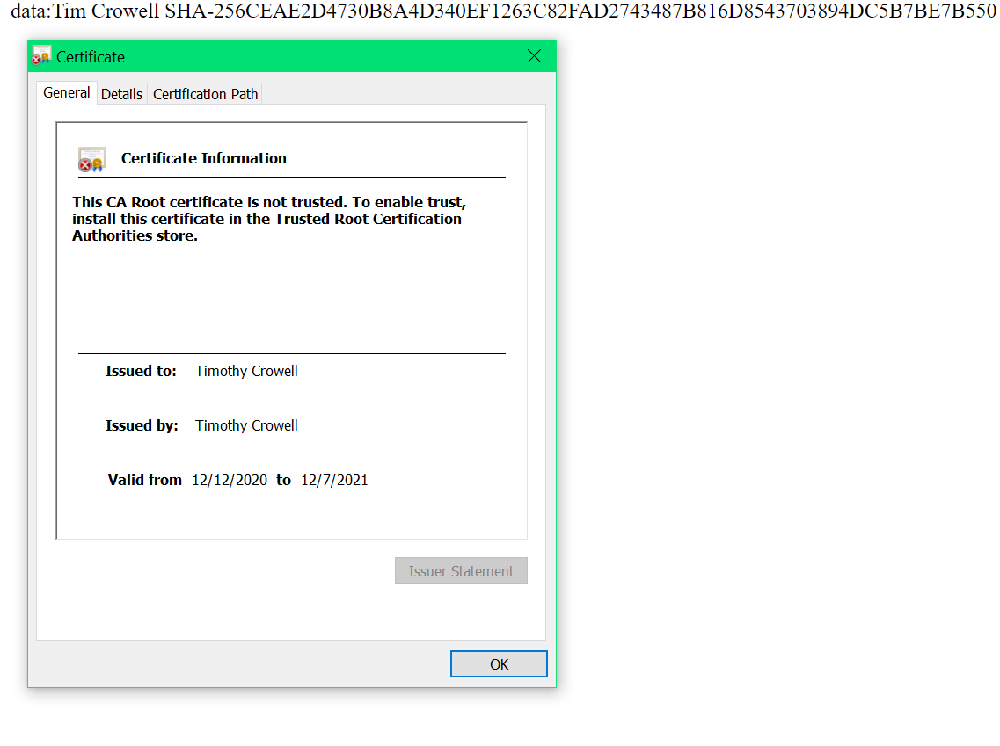 data:Tim Crowell SHA-256CEAE2D4730B8A4D340EF1263C82FAD2743487B816D8543703894DC5B7BE7B550
Certificate
General Details Certification Path
Certificate Information
This CA Root certificate is not trusted. To enable trust,
install this certificate in the Trusted Root Certification
Authorities store.
Issued to: Timothy Crowell
Issued by: Timothy Crowell
Valid from 12/12/2020 to 12/7/2021
Issuer Statement
OK